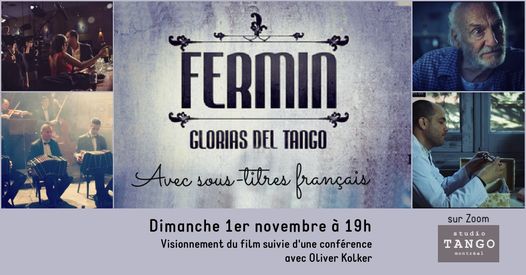 FERMIN
GLORIAS DEL TANGO
Avec sous-titres français
Dimanche 1er novembre à 19h
Visionnement du film suivie d'une conférence
avec Oliver Kolker
sur Zoom
studio
TANGO
montréal